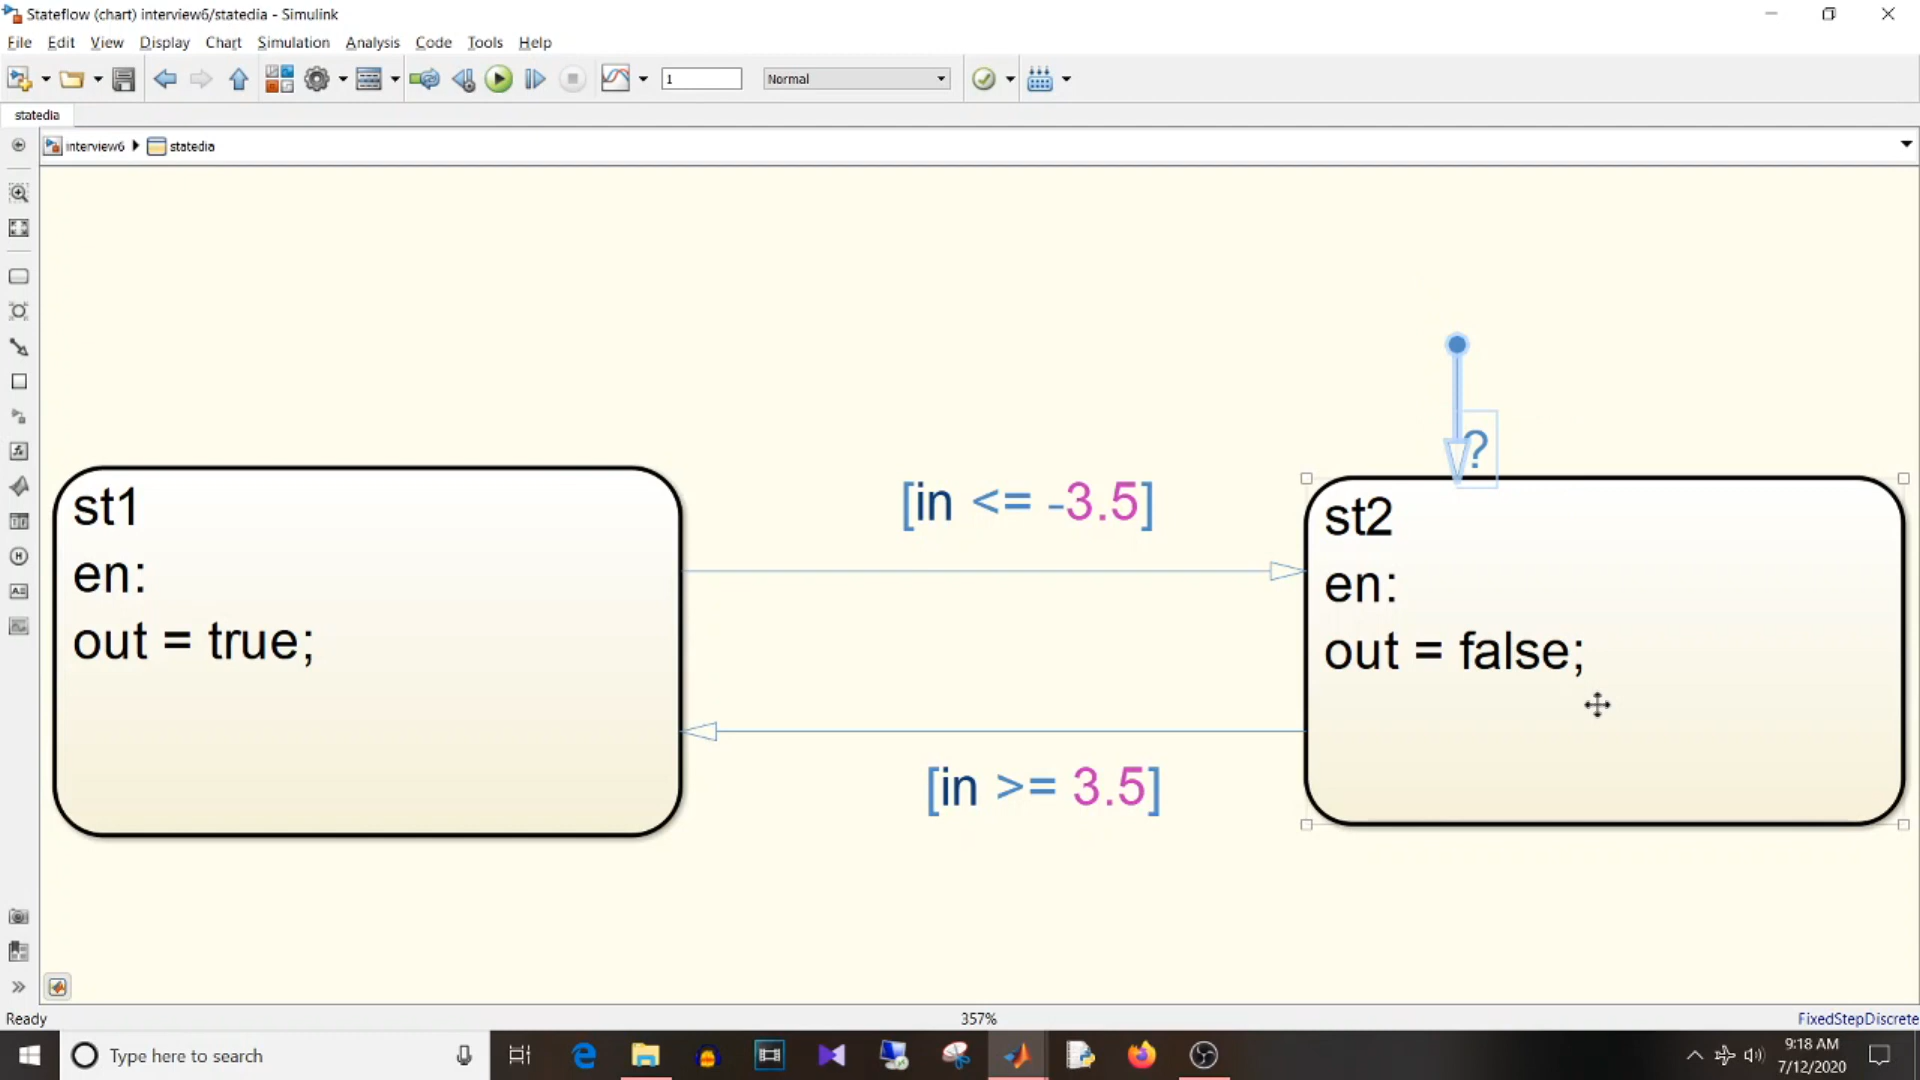 Stateflow (chart) interview6/statedia - Simulink
File Edit View Display Chart Simulation Analysis Code Tools Help
1 Normal
statedia
interview6 statedia
?
[in <= -3.5]
st1
en:
out = true;
st2
en:
out = false;
[in >= 3.5]
Ready 357% FixedStepDiscrete
Type here to search
9:18 AM
7/12/2020